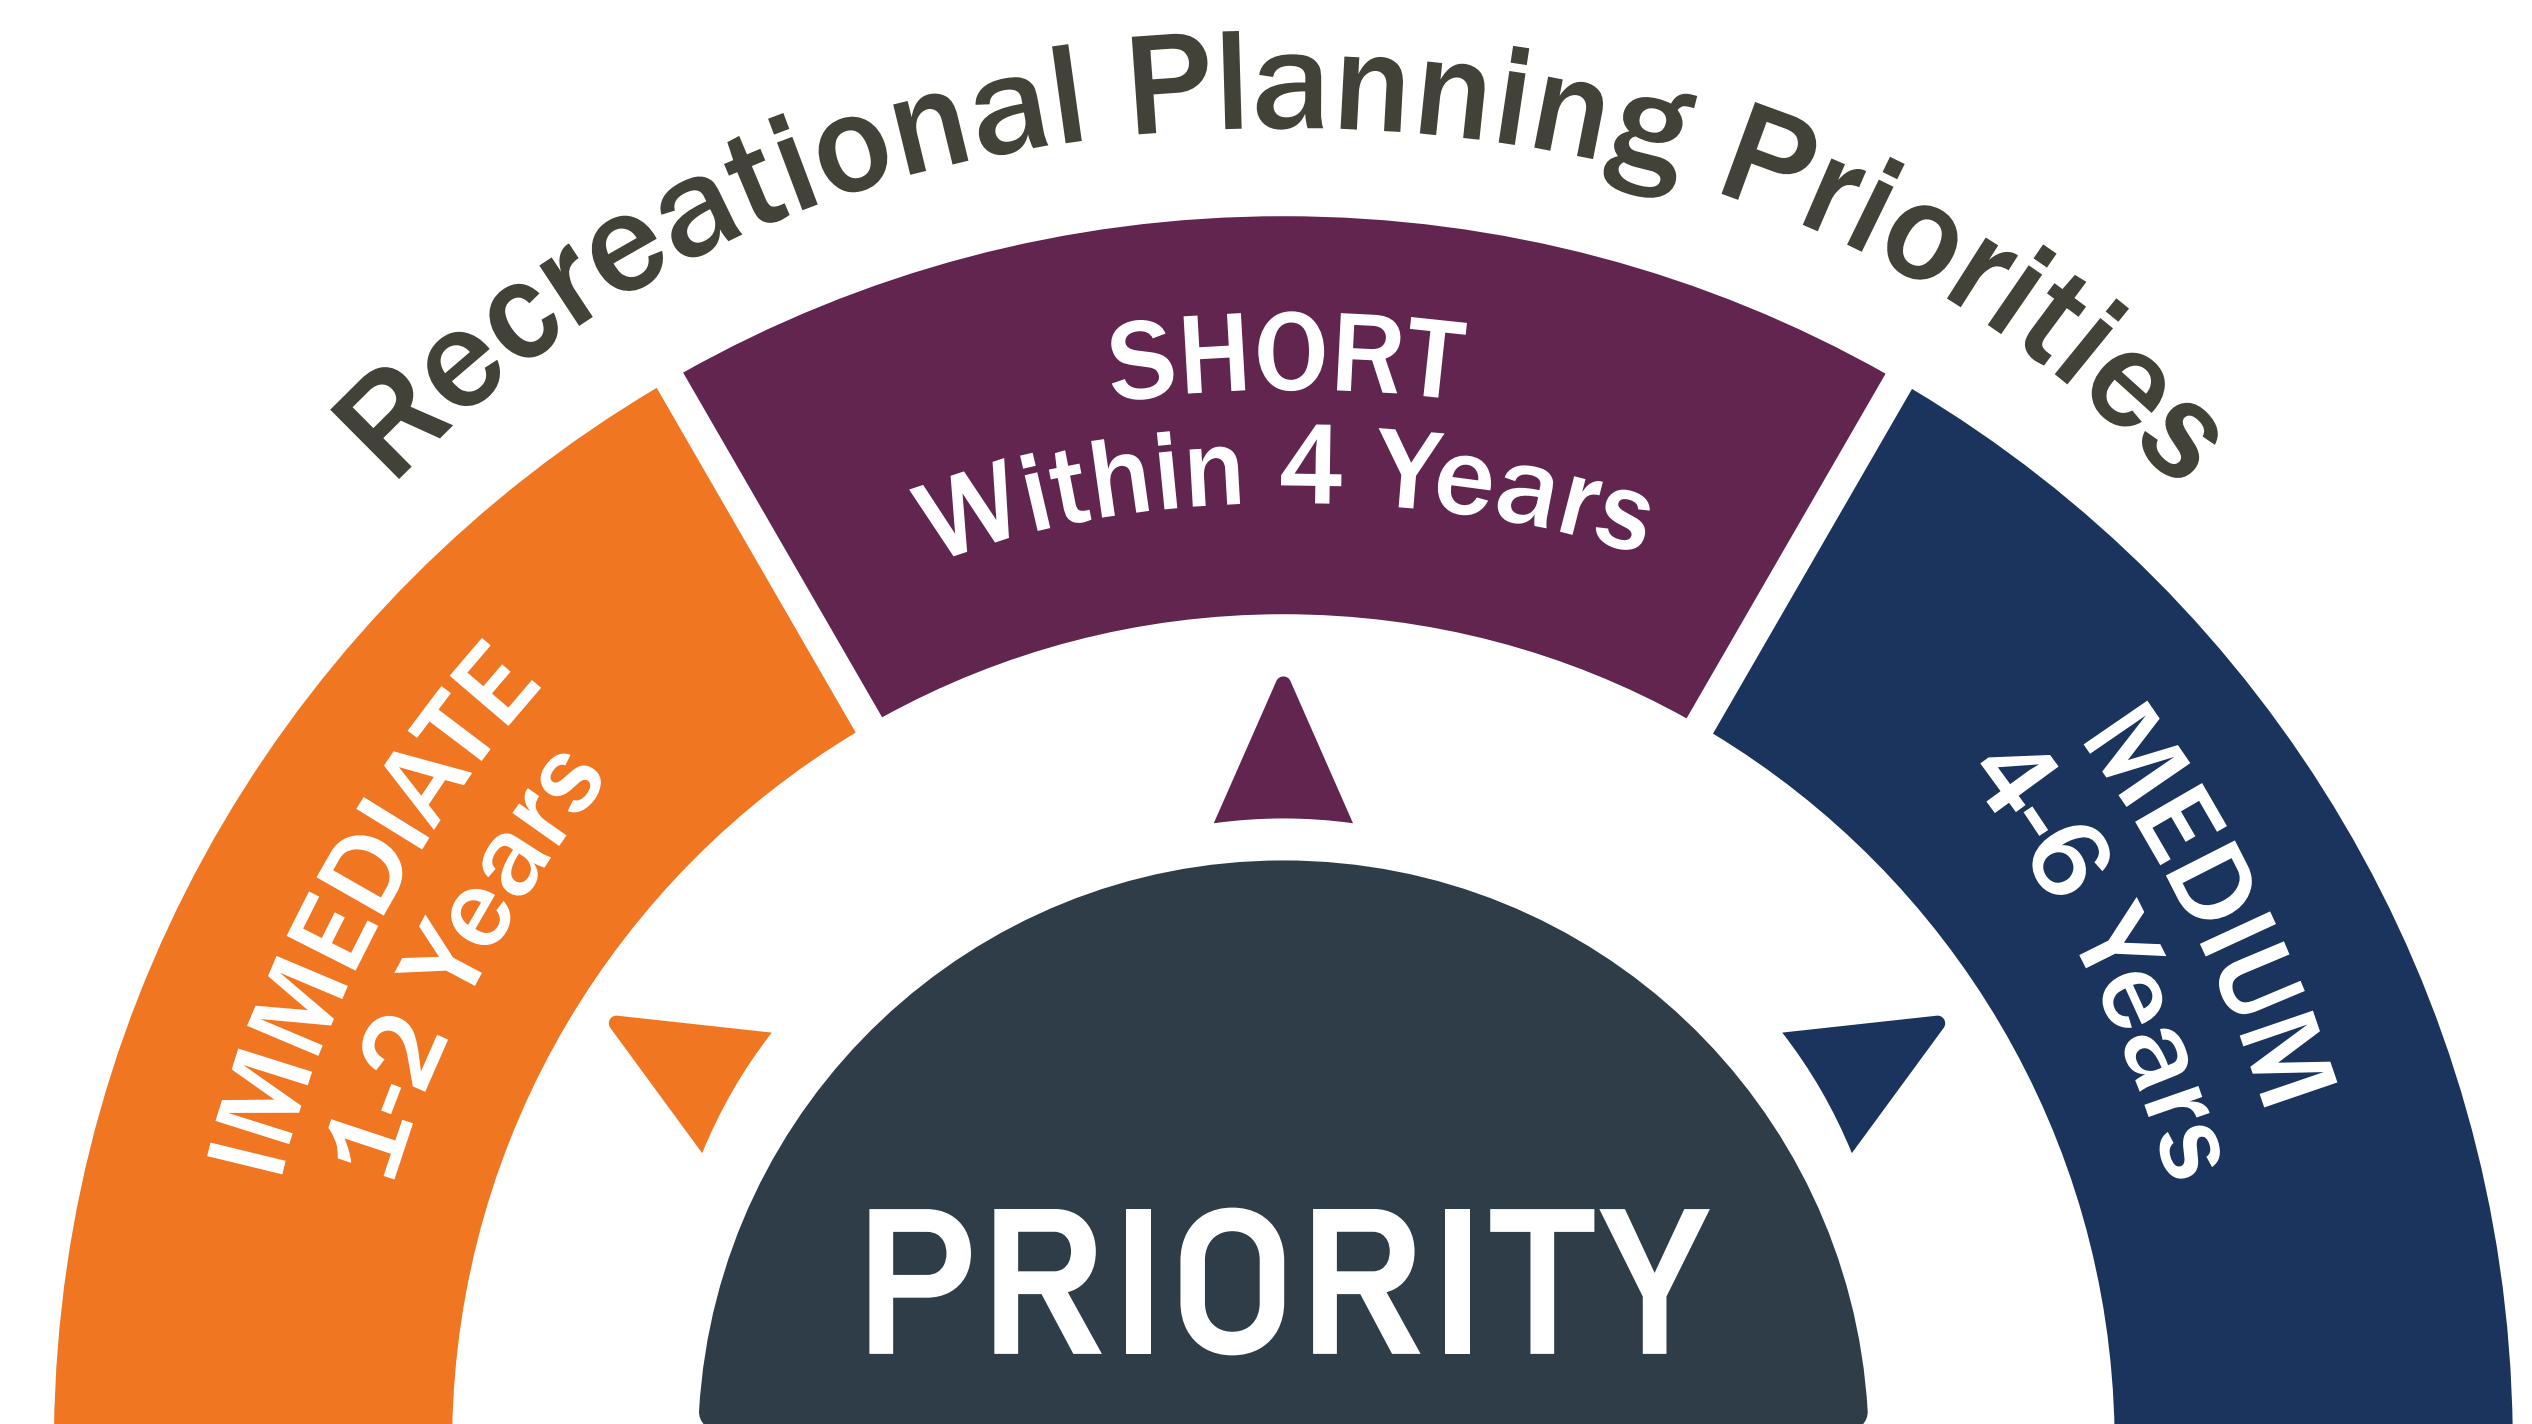 Recreational Planning Priorities
IMMEDIATE
1-2 Years
SHORT
Within 4 Years
MEDIUM
4-6 Years
PRIORITY